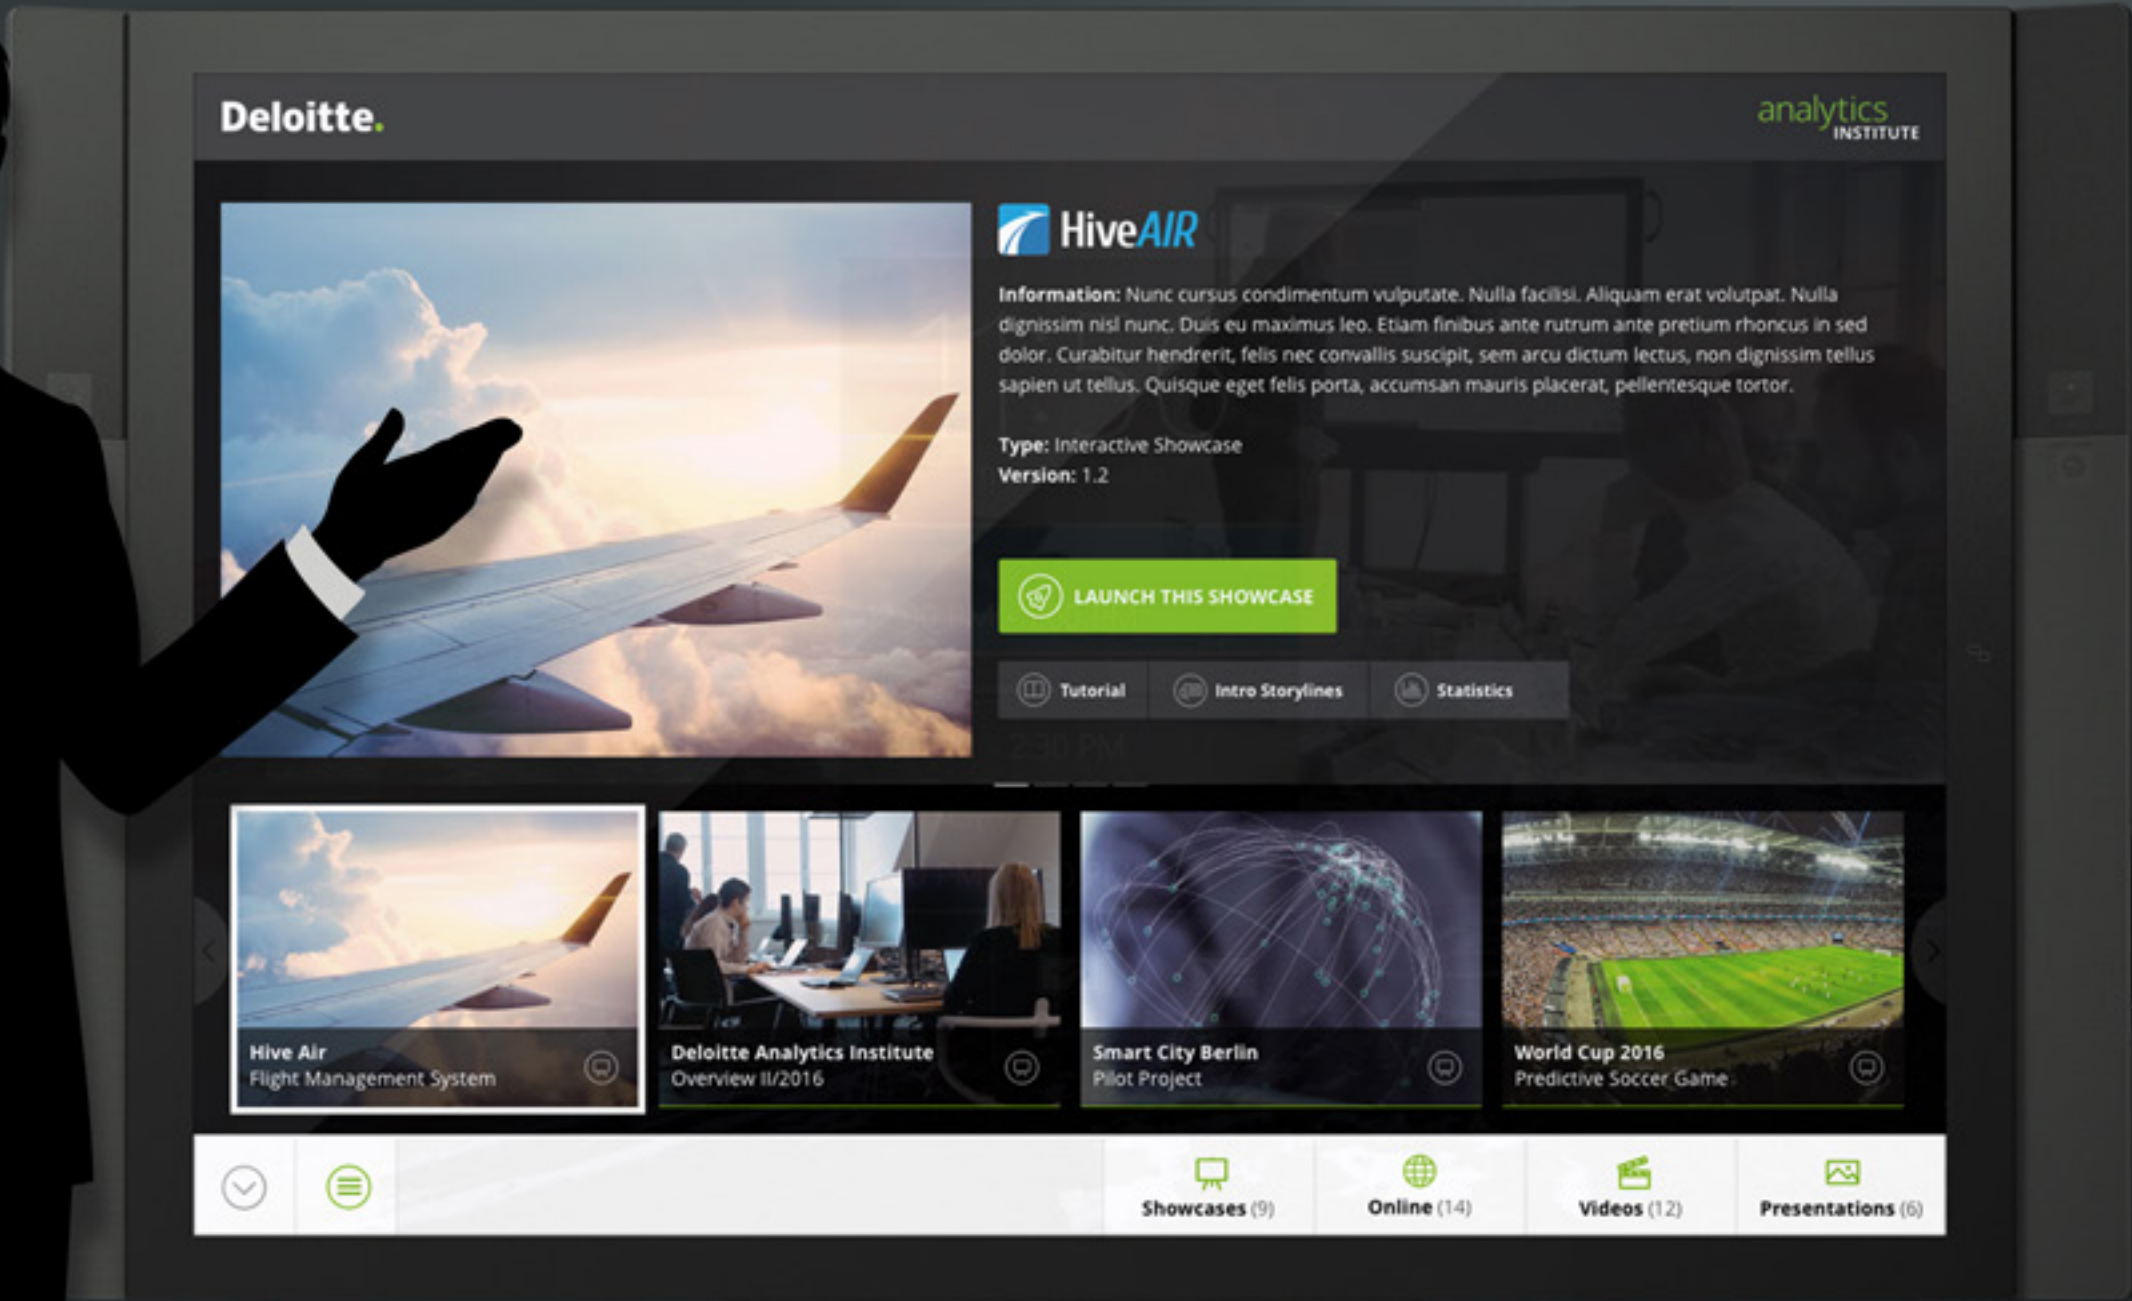 Deloitte.
analytics
INSTITUTE
HiveAIR
Information: Nunc cursus condimentum vulputate. Nulla facilisi. Aliquam erat volutpat. Nulla
dignissim nisl nunc. Duis eu maximus leo. Etiam finibus ante rutrum ante pretium rhoncus in sed
dolor. Curabitur hendrerit, felis nec convallis suscipit, sem arcu dictum lectus, non dignissim tellus
sapien ut tellus. Quisque eget felis porta, accumsan mauris placerat, pellentesque tortor.
Type: Interactive Showcase
Version: 1.2
LAUNCH THIS SHOWCASE
Tutorial
Intro Storylines
Statistics
2:30 PM
Hive Air
Flight Management System
Deloitte Analytics Institute
Overview II/2016
Smart City Berlin
Pilot Project
World Cup 2016
Predictive Soccer Game
Showcases (9)
Online (14)
Videos (12)
Presentations (6)